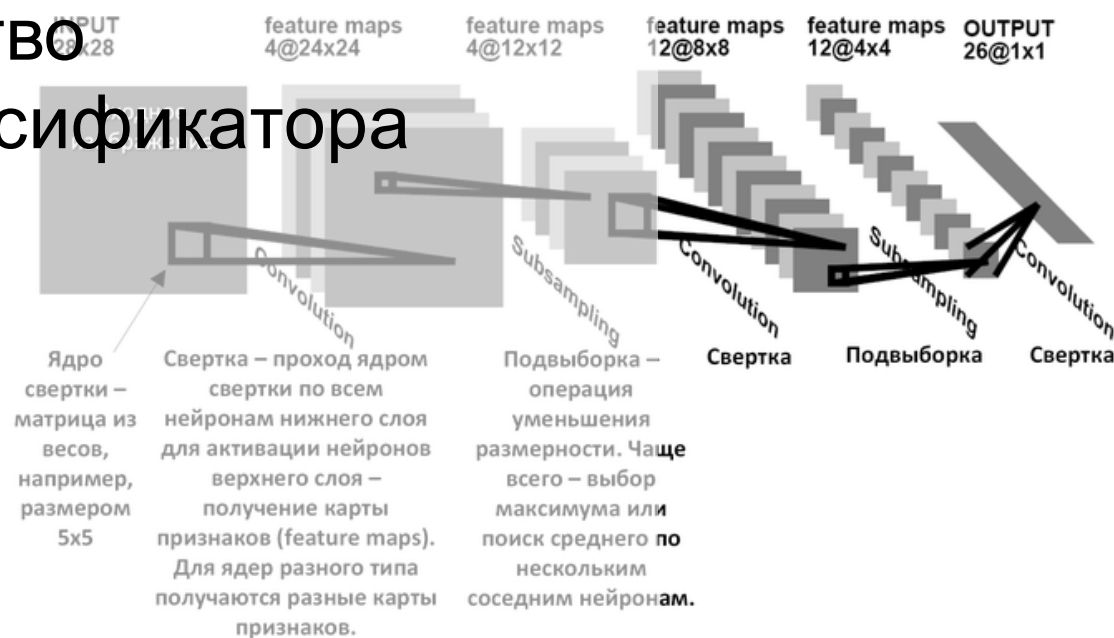 тво
сификатора
INPUT
28x28
feature maps
4@24x24
feature maps
4@12x12
feature maps
12@8x8
feature maps
12@4x4
OUTPUT
26@1x1
изображение
Convolution
Subsampling
Convolution
Subsampling
Convolution
Ядро
свертки –
матрица из
весов,
например,
размером
5x5
Свертка – проход ядром
свертки по всем
нейронам нижнего слоя
для активации нейронов
верхнего слоя –
получение карты
признаков (feature maps).
Для ядер разного типа
получаются разные карты
признаков.
Подвыборка –
операция
уменьшения
размерности. Чаще
всего – выбор
максимума или
поиск среднего по
нескольким
соседним нейронам.
Свертка
Подвыборка
Свертка